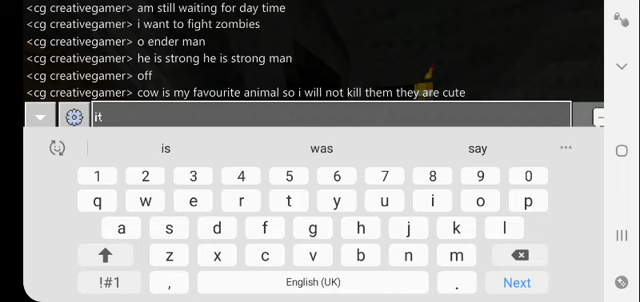 <cg creativegamer> am still waiting for day time
<cg creativegamer> i want to fight zombies
<cg creativegamer> o ender man
<cg creativegamer> he is strong he is strong man
<cg creativegamer> off
<cg creativegamer> cow is my favourite animal so i will not kill them they are cute
it
is was say
1 2 3 4 5 6 7 8 9 0
q w e r t y u i o p
a s d f g h j k l
z x c v b n m
!#1 , English (UK) . Next